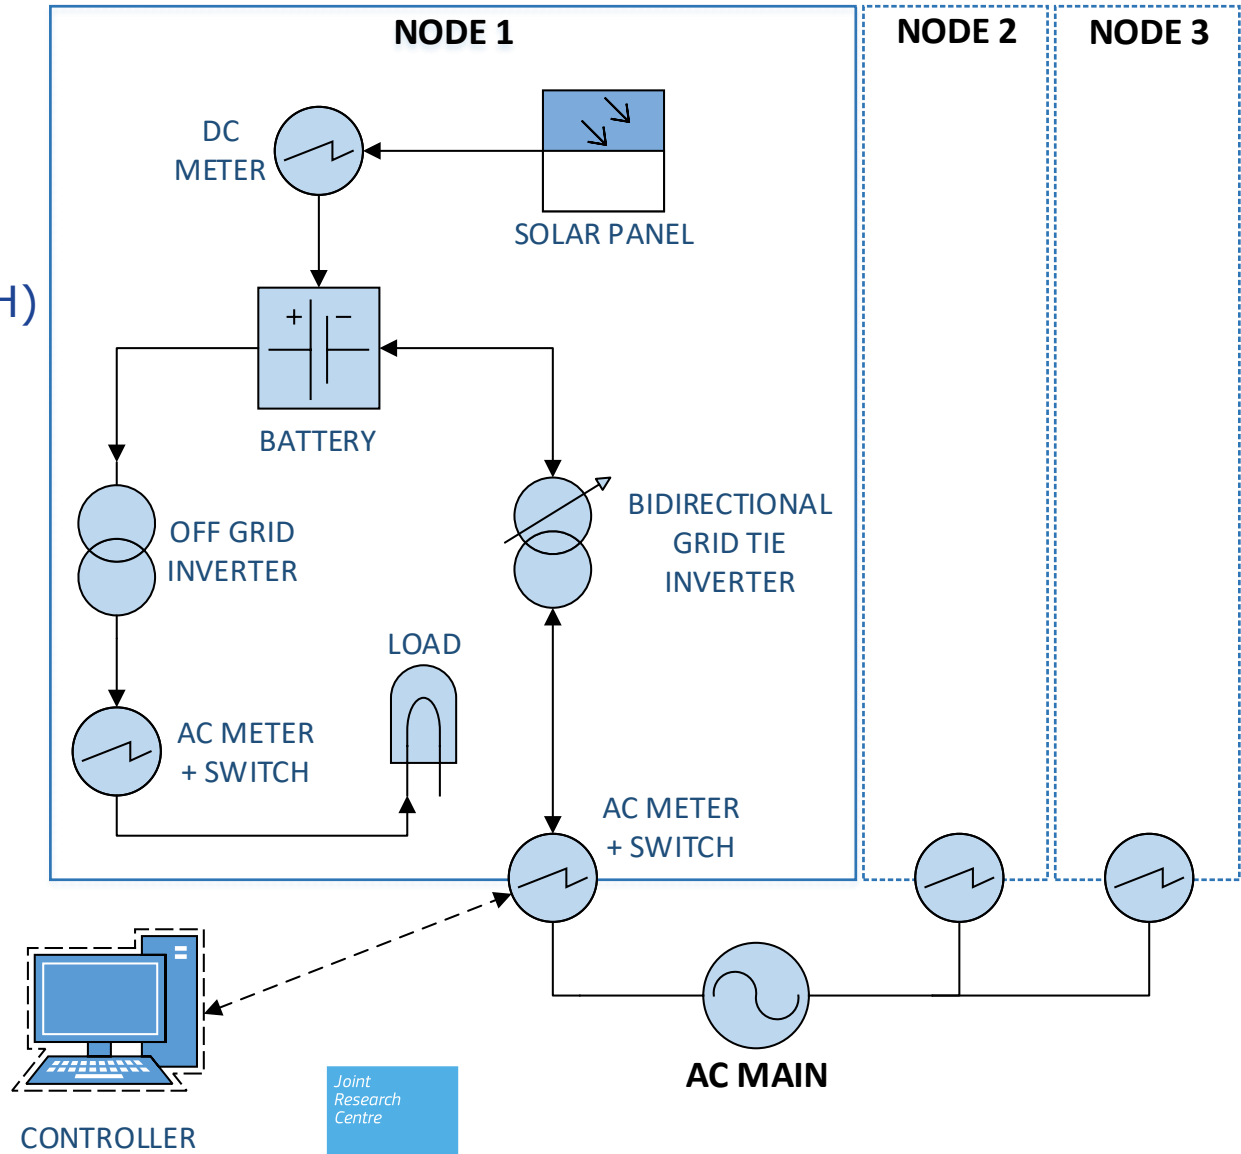 NODE 1
NODE 2
NODE 3
DC
METER
SOLAR PANEL
H)
+
−
BATTERY
OFF GRID
INVERTER
BIDIRECTIONAL
GRID TIE
INVERTER
LOAD
AC METER
+ SWITCH
AC METER
+ SWITCH
AC MAIN
Joint
Research
Centre
CONTROLLER